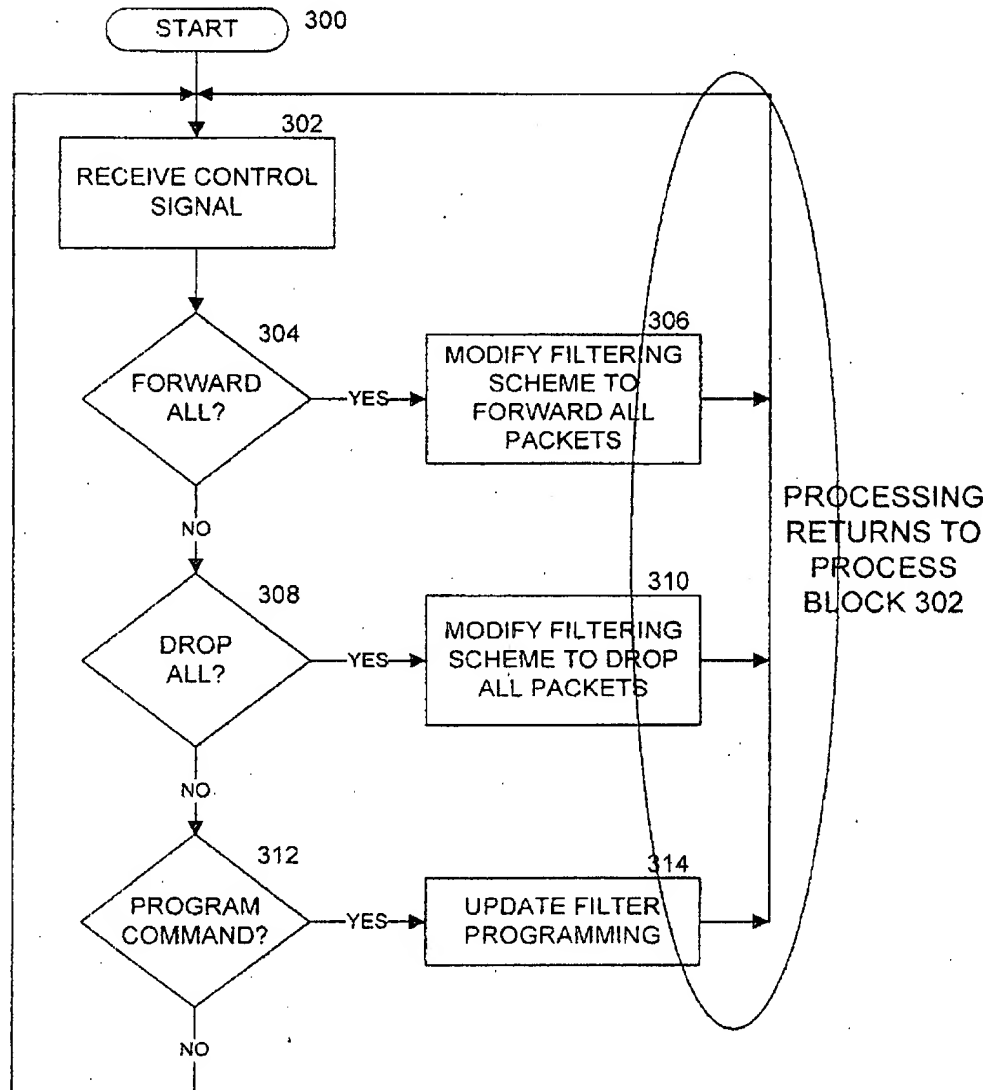 START
300
302
RECEIVE CONTROL
SIGNAL
304
FORWARD
ALL?
YES
306
MODIFY FILTERING
SCHEME TO
FORWARD ALL
PACKETS
NO
PROCESSING
RETURNS TO
PROCESS
BLOCK 302
308
DROP
ALL?
YES
310
MODIFY FILTERING
SCHEME TO DROP
ALL PACKETS
NO
312
PROGRAM
COMMAND?
YES
314
UPDATE FILTER
PROGRAMMING
NO